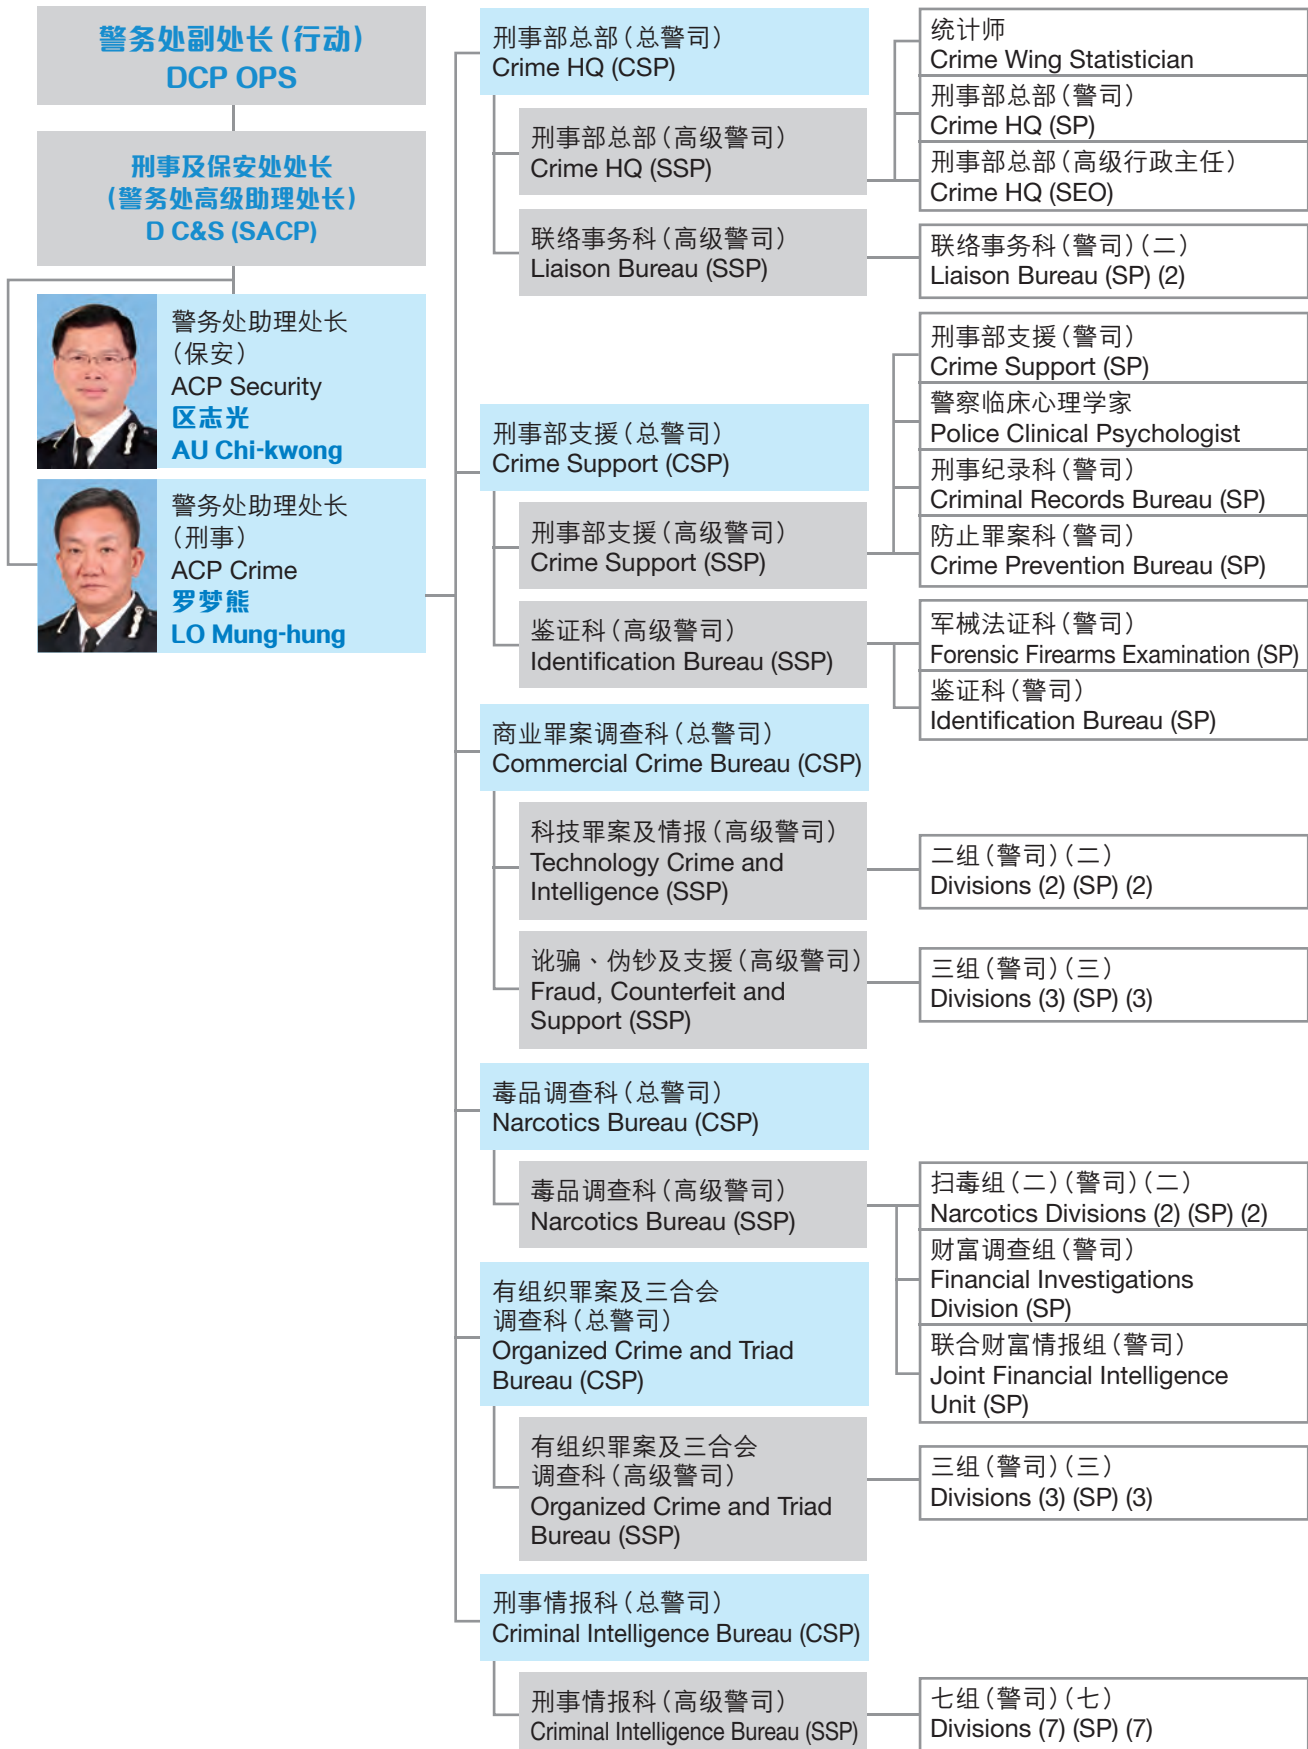 警务处副处长(行动)
DCP OPS
刑事及保安处处长
(警务处高级助理处长)
D C&S (SACP)
警务处助理处长
(保安)
ACP Security
区志光
AU Chi-kwong
警务处助理处长
(刑事)
ACP Crime
罗梦熊
LO Mung-hung
刑事部总部(总警司)
Crime HQ (CSP)
刑事部总部(高级警司)
Crime HQ (SSP)
统计师
Crime Wing Statistician
刑事部总部(警司)
Crime HQ (SP)
刑事部总部(高级行政主任)
Crime HQ (SEO)
联络事务科(高级警司)
Liaison Bureau (SSP)
联络事务科(警司)(二)
Liaison Bureau (SP) (2)
刑事部支援(总警司)
Crime Support (CSP)
刑事部支援(高级警司)
Crime Support (SSP)
刑事部支援(警司)
Crime Support (SP)
警察临床心理学家
Police Clinical Psychologist
刑事纪录科(警司)
Criminal Records Bureau (SP)
防止罪案科(警司)
Crime Prevention Bureau (SP)
鉴证科(高级警司)
Identification Bureau (SSP)
军械法证科(警司)
Forensic Firearms Examination (SP)
鉴证科(警司)
Identification Bureau (SP)
商业罪案调查科(总警司)
Commercial Crime Bureau (CSP)
科技罪案及情报(高级警司)
Technology Crime and
Intelligence (SSP)
二组(警司)(二)
Divisions (2) (SP) (2)
讹骗、伪钞及支援(高级警司)
Fraud, Counterfeit and
Support (SSP)
三组(警司)(三)
Divisions (3) (SP) (3)
毒品调查科(总警司)
Narcotics Bureau (CSP)
毒品调查科(高级警司)
Narcotics Bureau (SSP)
扫毒组(二)(警司)(二)
Narcotics Divisions (2) (SP) (2)
财富调查组(警司)
Financial Investigations
Division (SP)
联合财富情报组(警司)
Joint Financial Intelligence
Unit (SP)
有组织罪案及三合会
调查科(总警司)
Organized Crime and Triad
Bureau (CSP)
有组织罪案及三合会
调查科(高级警司)
Organized Crime and Triad
Bureau (SSP)
三组(警司)(三)
Divisions (3) (SP) (3)
刑事情报科(总警司)
Criminal Intelligence Bureau (CSP)
刑事情报科(高级警司)
Criminal Intelligence Bureau (SSP)
七组(警司)(七)
Divisions (7) (SP) (7)